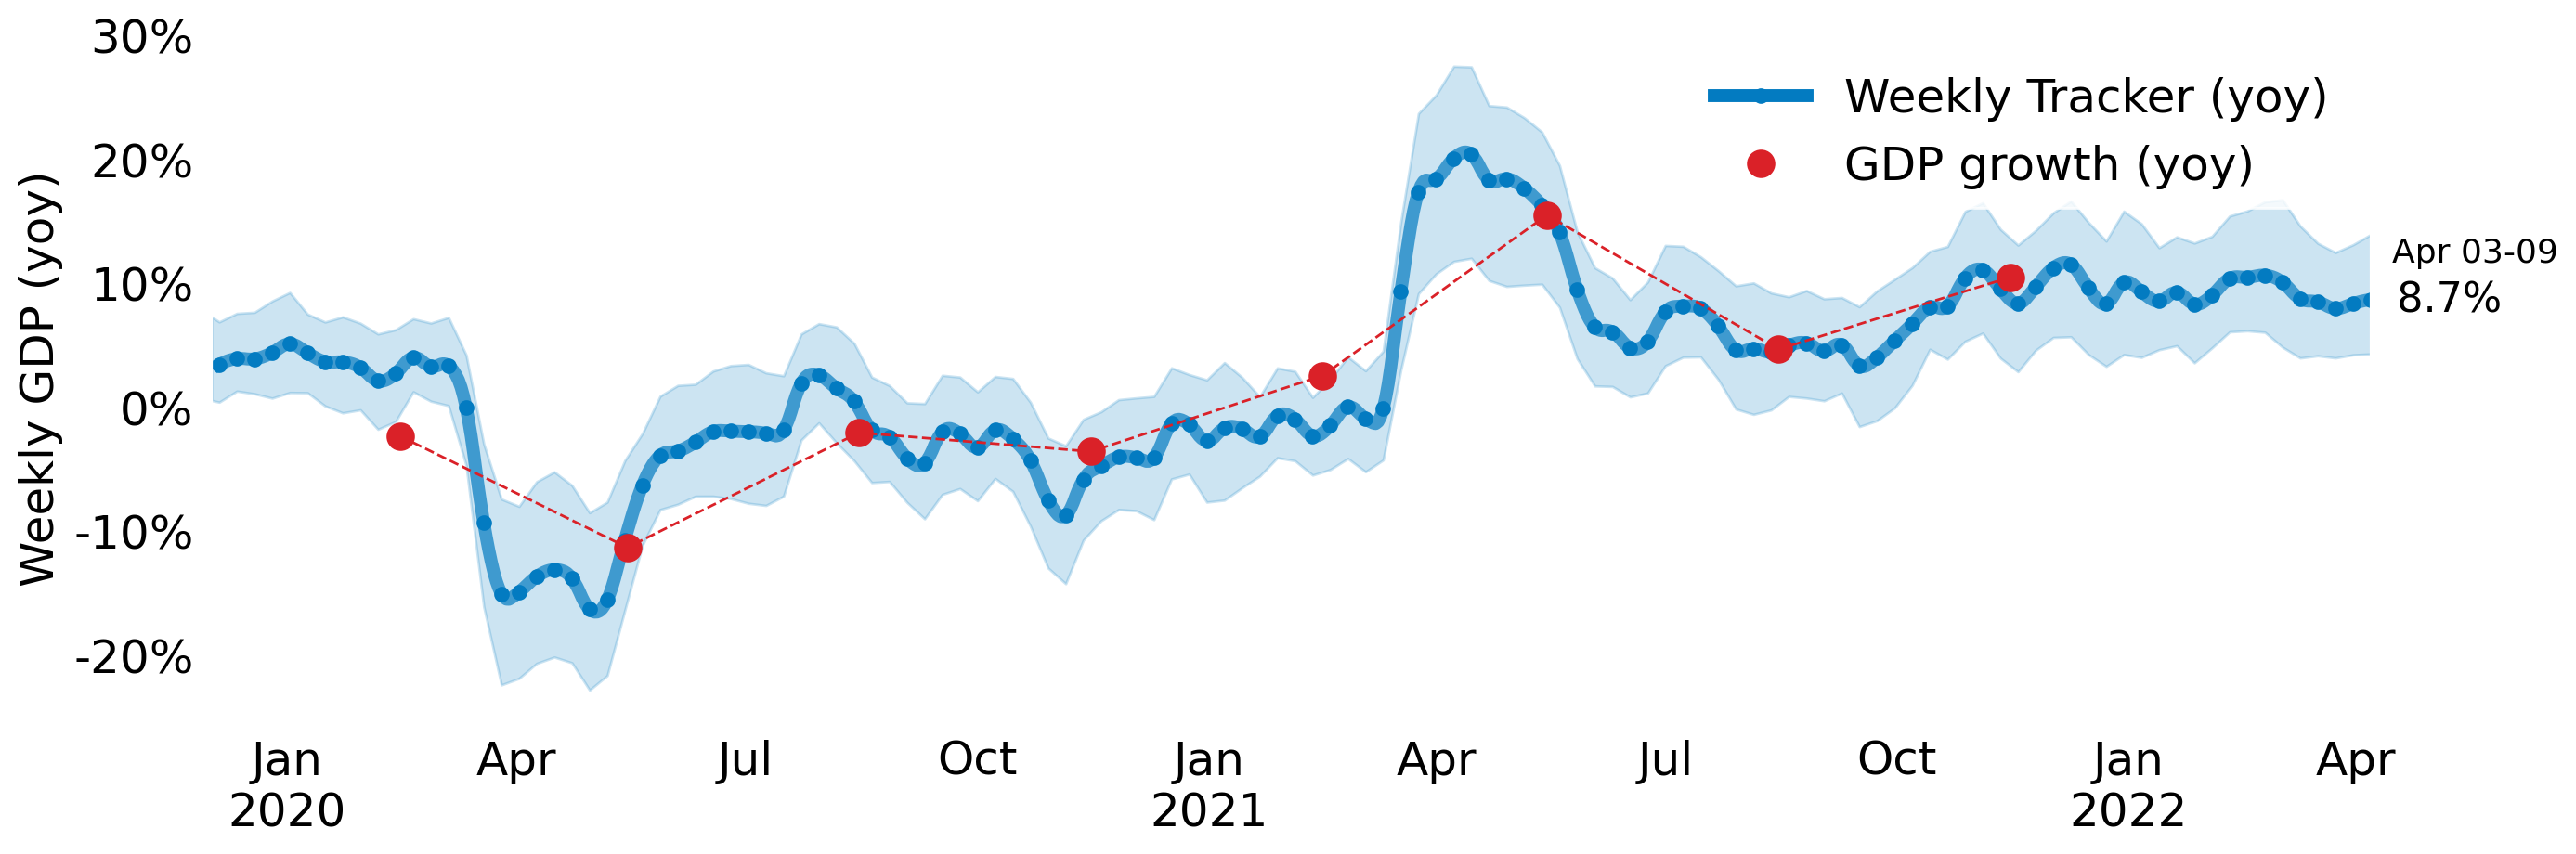 Weekly GDP (yoy)
30%
20%
10%
0%
-10%
-20%
Weekly Tracker (yoy)
GDP growth (yoy)
Apr 03-09
8.7%
Jan
2020
Apr
Jul
Oct
Jan
2021
Apr
Jul
Oct
Jan
2022
Apr